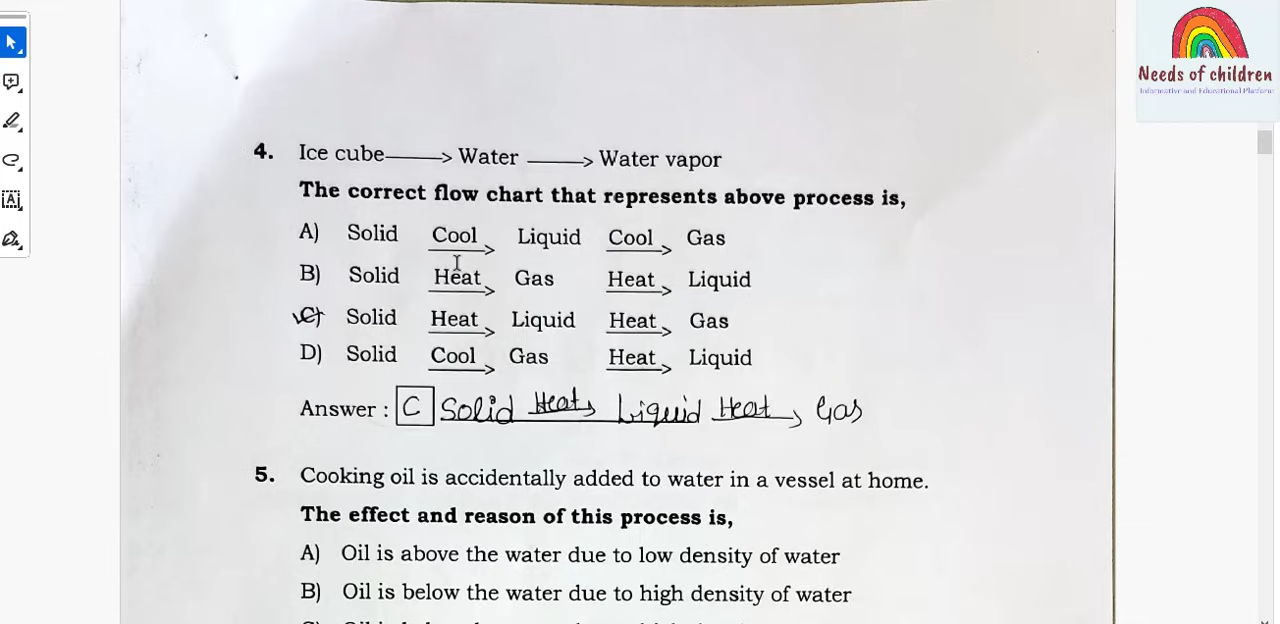 Needs of children
Informative and Educational Platform
4. Ice cube ⟶ Water ⟶ Water vapor
The correct flow chart that represents above process is,
A) Solid Cool Liquid Cool Gas
B) Solid Heat Gas Heat Liquid
C) Solid Heat Liquid Heat Gas
D) Solid Cool Gas Heat Liquid
Answer : C Solid Heat Liquid Heat Gas
5. Cooking oil is accidentally added to water in a vessel at home.
The effect and reason of this process is,
A) Oil is above the water due to low density of water
B) Oil is below the water due to high density of water